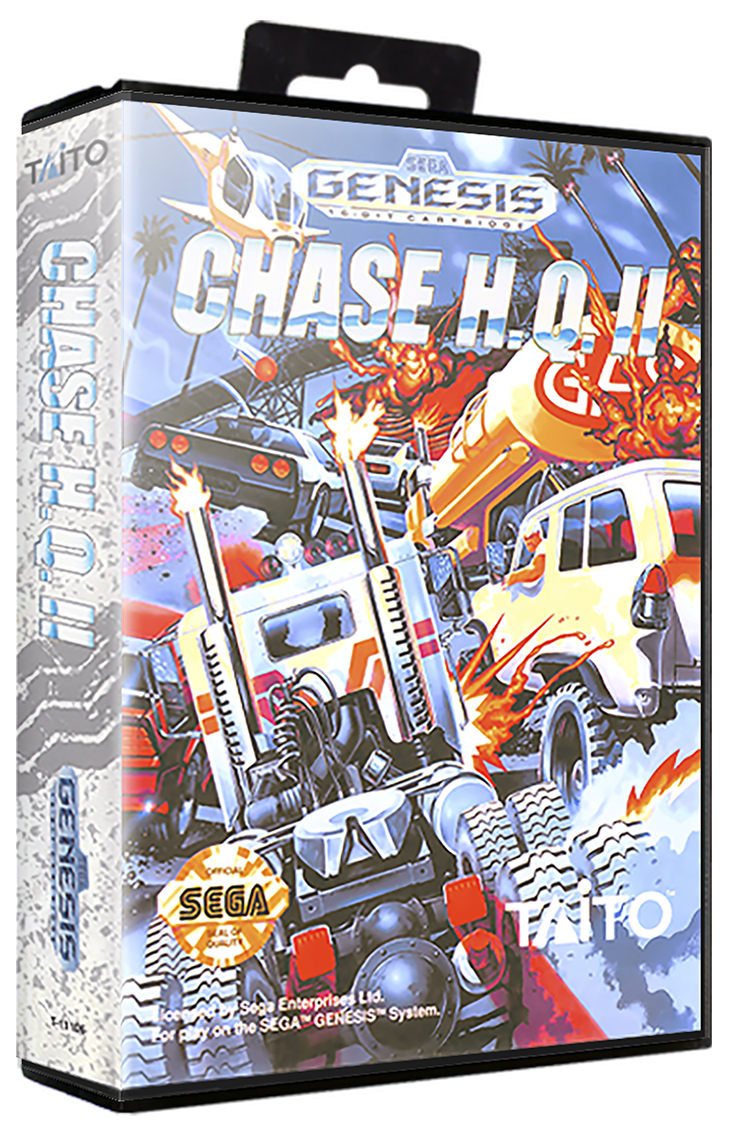 TAITO
CHASE H.Q. II
GENESIS
SEGA
GENESIS
16-BIT CARTRIDGE
CHASE H.Q. II
OFFICIAL
SEGA
SEAL OF
QUALITY
TAITO™
Licensed by Sega Enterprises Ltd.
For play on the SEGA™ GENESIS™ System.